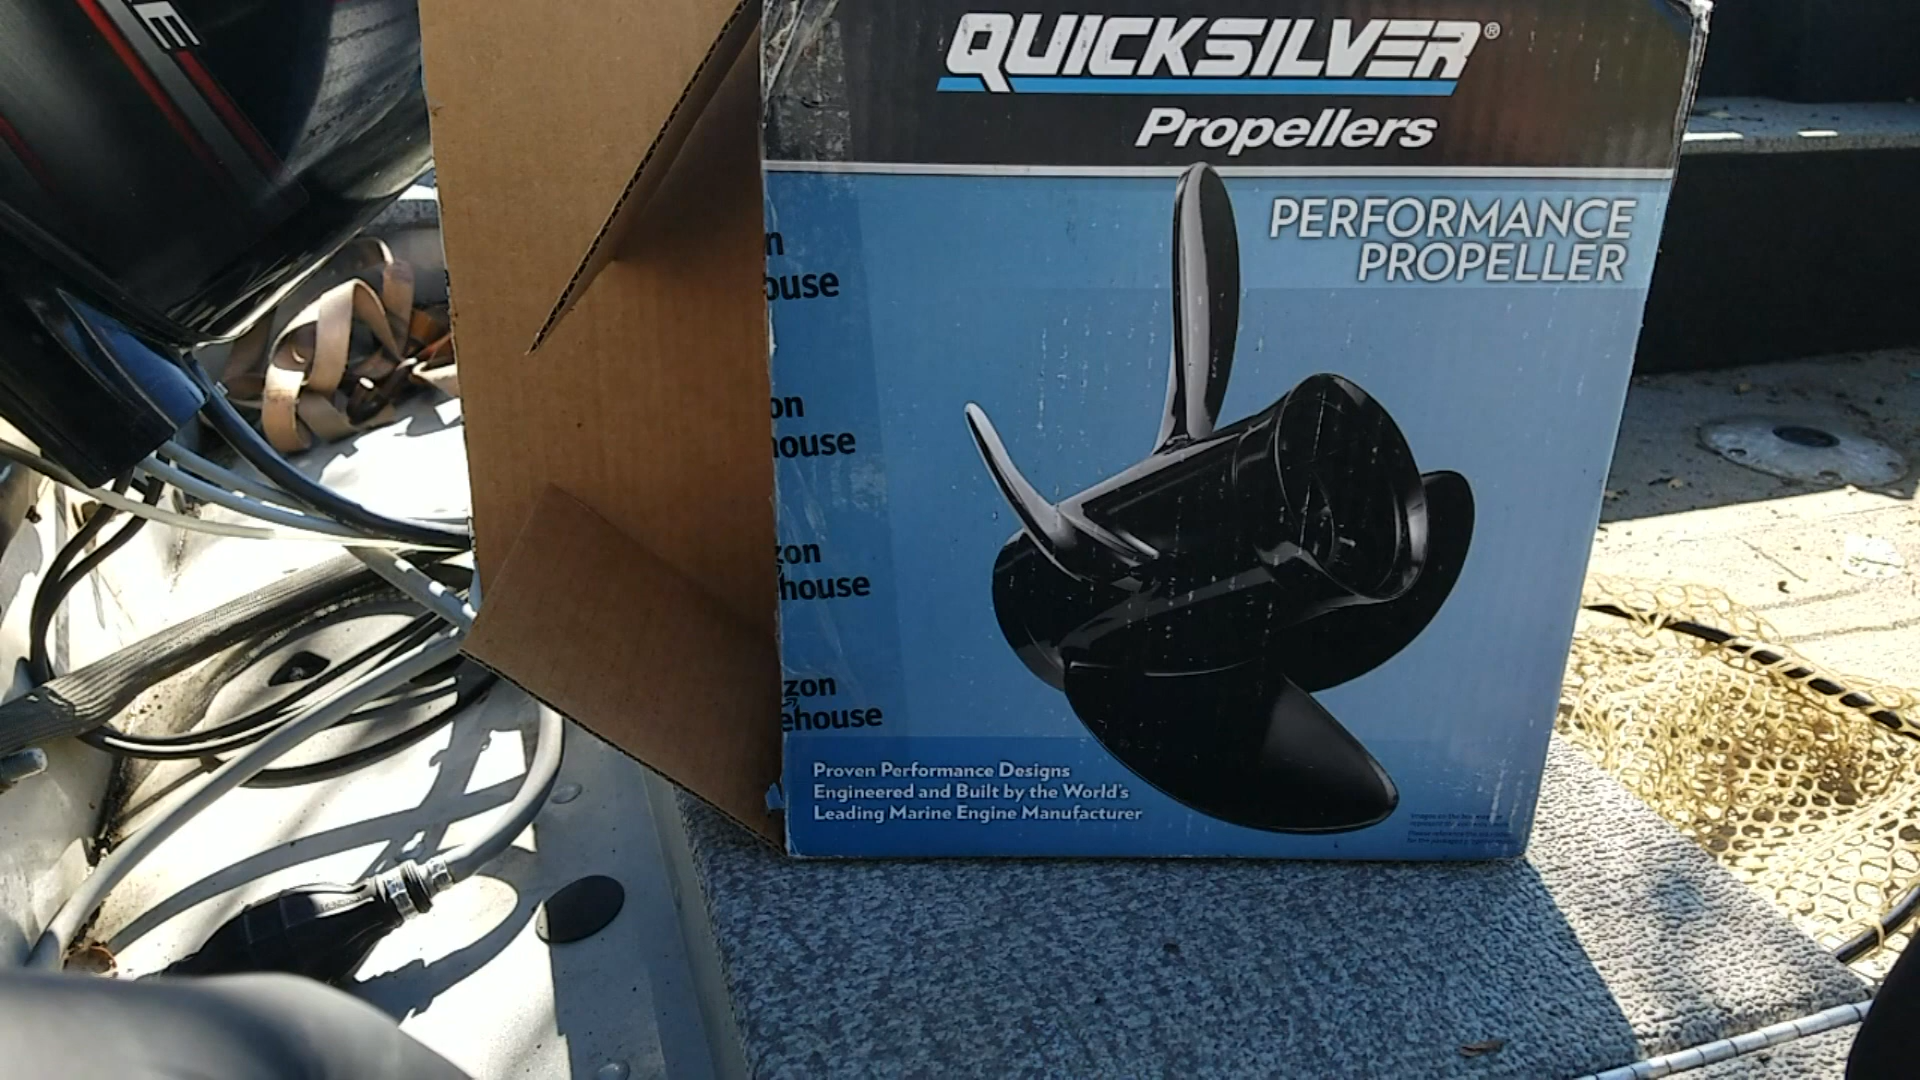 E
QUICKSILVER®
Propellers
PERFORMANCE
PROPELLER
n
ouse
on
house
zon
house
zon
ehouse
Proven Performance Designs
Engineered and Built by the World's
Leading Marine Engine Manufacturer